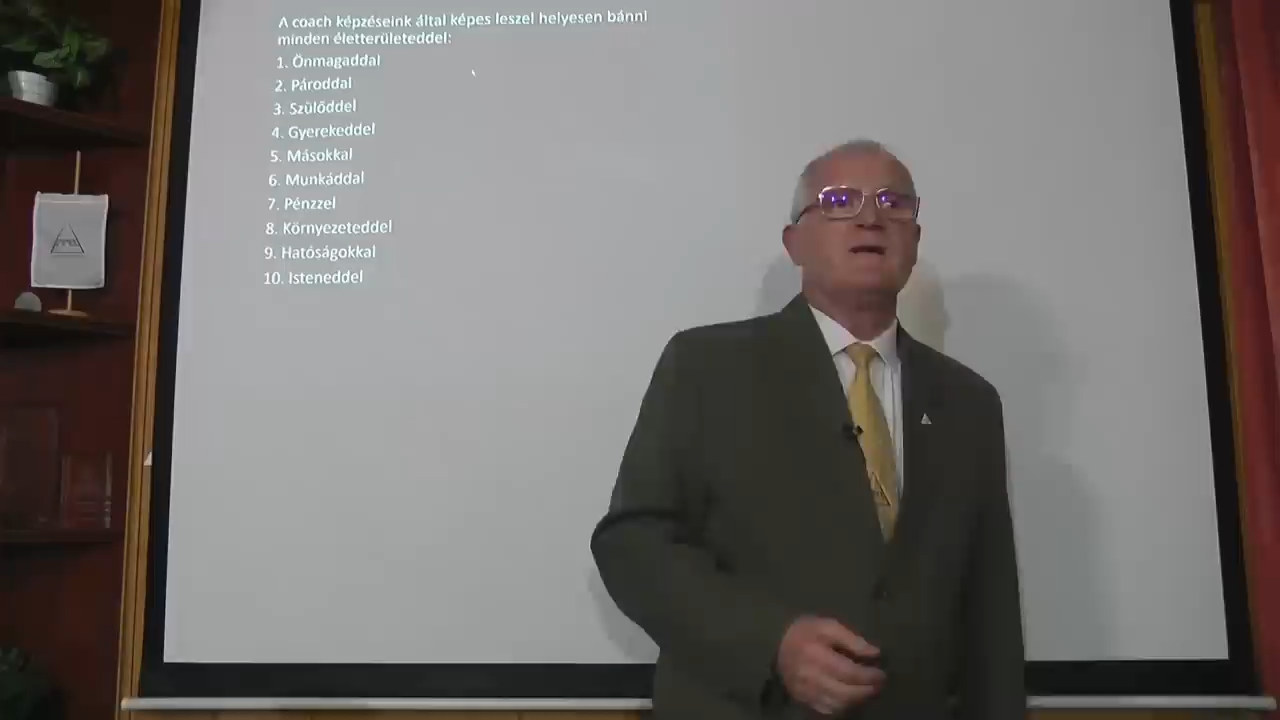 A coach képzéseink által képes leszel helyesen bánni
minden életterületeddel:
1. Önmagaddal
2. Pároddal
3. Szülőddel
4. Gyerekeddel
5. Másokkal
6. Munkáddal
7. Pénzzel
8. Környezeteddel
9. Hatóságokkal
10. Isteneddel